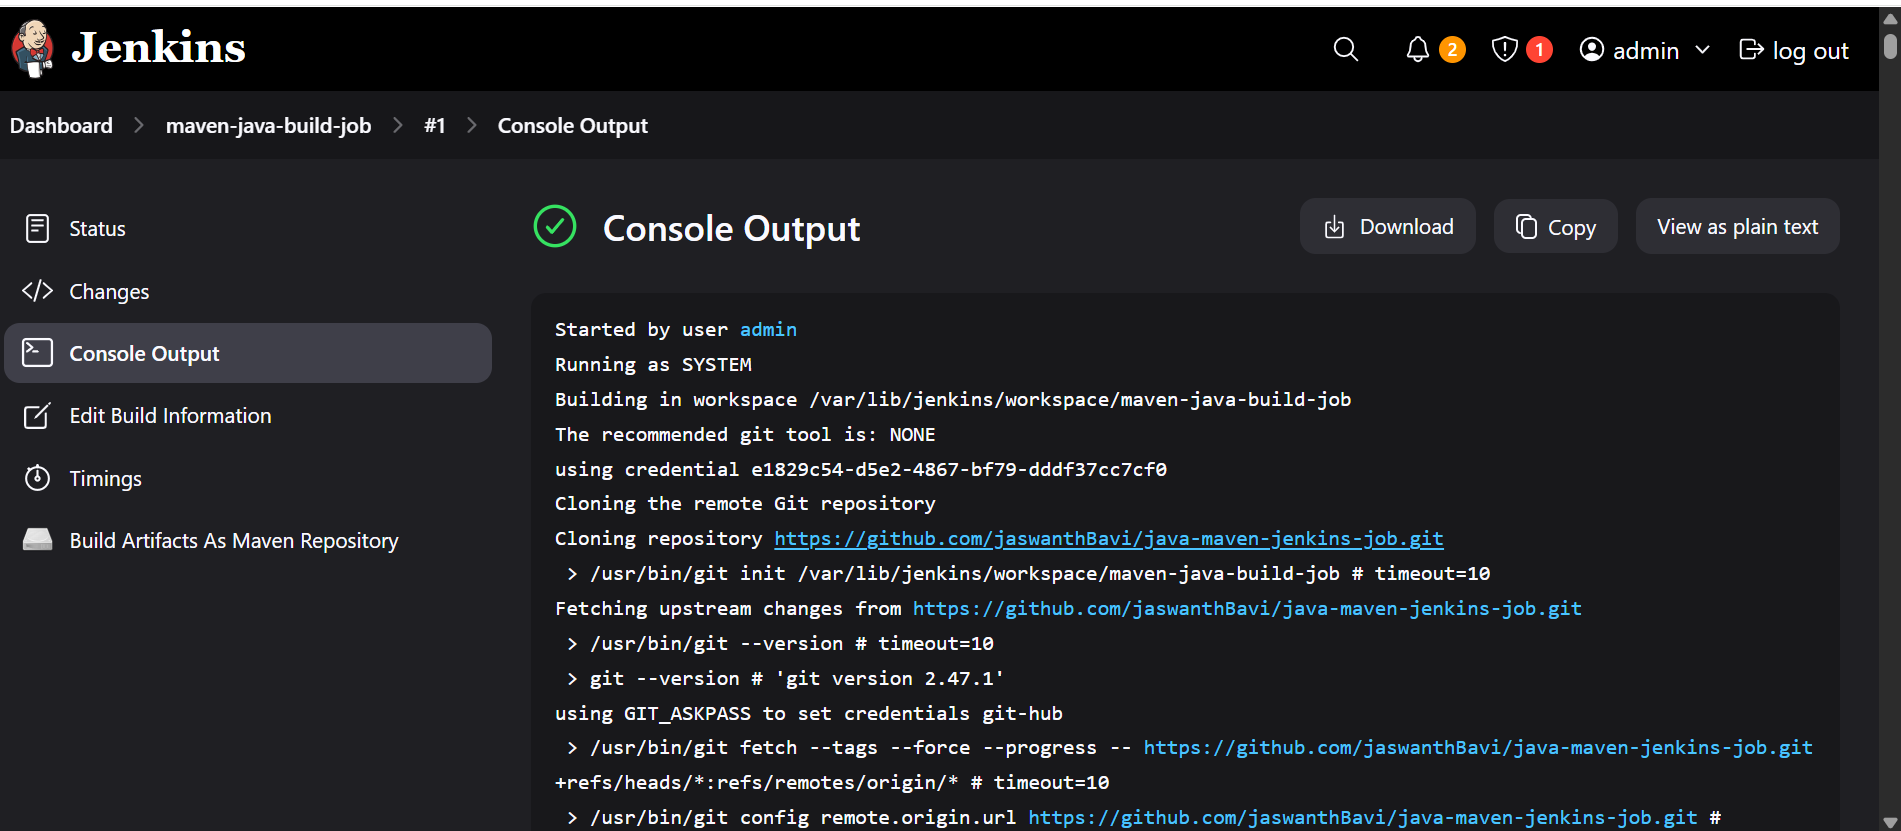 Jenkins
2
1
admin
log out
Dashboard
maven-java-build-job
#1
Console Output
Status
Changes
Console Output
Edit Build Information
Timings
Build Artifacts As Maven Repository
Console Output
Download
Copy
View as plain text
Started by user admin
Running as SYSTEM
Building in workspace /var/lib/jenkins/workspace/maven-java-build-job
The recommended git tool is: NONE
using credential e1829c54-d5e2-4867-bf79-dddf37cc7cf0
Cloning the remote Git repository
Cloning repository https://github.com/jaswanthBavi/java-maven-jenkins-job.git
> /usr/bin/git init /var/lib/jenkins/workspace/maven-java-build-job # timeout=10
Fetching upstream changes from https://github.com/jaswanthBavi/java-maven-jenkins-job.git
> /usr/bin/git --version # timeout=10
> git --version # 'git version 2.47.1'
using GIT_ASKPASS to set credentials git-hub
> /usr/bin/git fetch --tags --force --progress -- https://github.com/jaswanthBavi/java-maven-jenkins-job.git
+refs/heads/*:refs/remotes/origin/* # timeout=10
> /usr/bin/git config remote.origin.url https://github.com/jaswanthBavi/java-maven-jenkins-job.git #